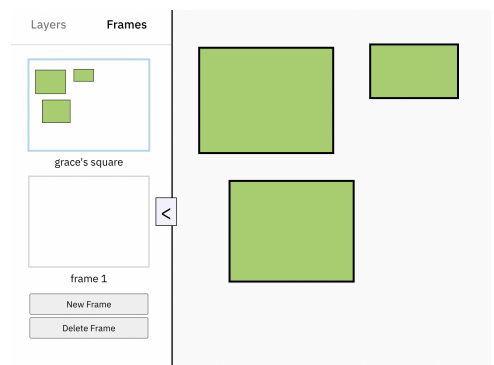 Layers
Frames
grace's square
<
frame 1
New Frame
Delete Frame